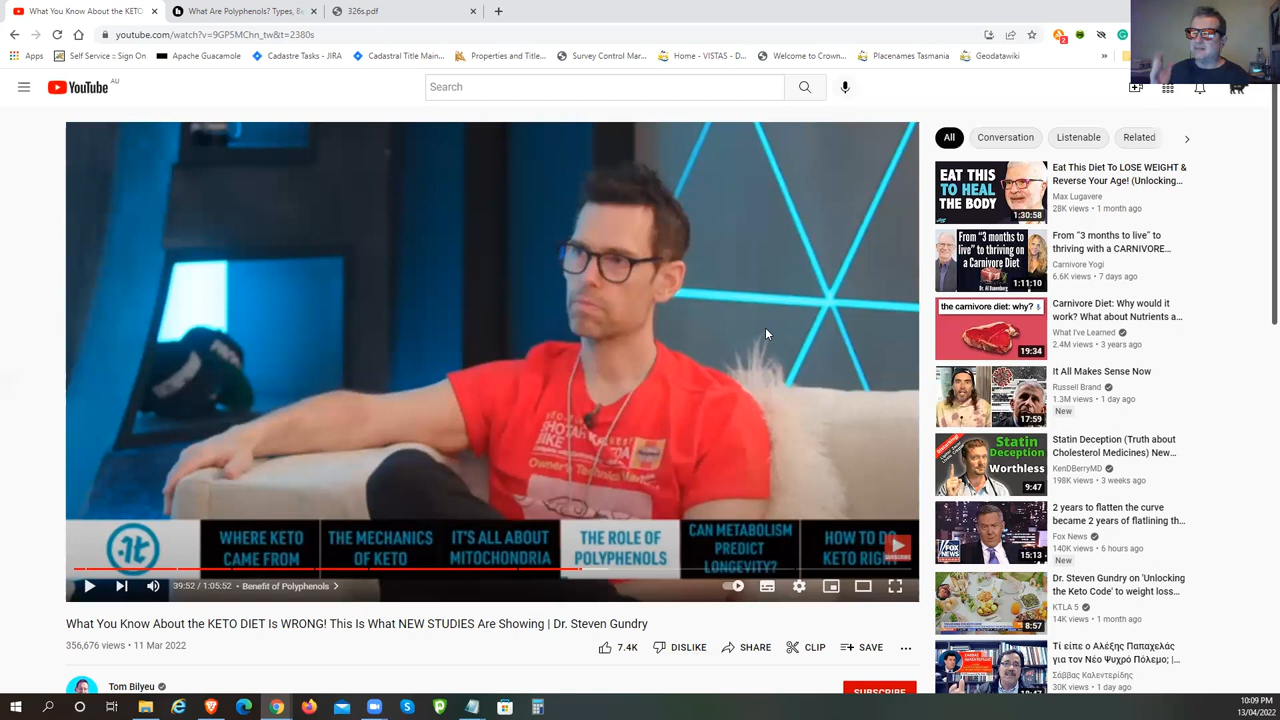 What You Know About the KETO
What Are Polyphenols? Types, Be
326s.pdf
youtube.com/watch?v=9GP5MChn_tw&t=2380s
Apps
Self Service – Sign On
Apache Guacamole
Cadastre Tasks - JIRA
Cadastral Title Main...
Properties and Title...
Survey Control Mar...
Home - VISTAS - D...
Welcome to Crown...
Placenames Tasmania
Geodatawiki
»
2
YouTube AU
Search
All
Conversation
Listenable
Related
EAT THIS
TO HEAL
THE BODY
1:30:58
Eat This Diet To LOSE WEIGHT &
Reverse Your Age! (Unlocking...
Max Lugavere
28K views • 1 month ago
From "3 months
to live" to
thriving on
a Carnivore Diet
1:11:10
From "3 months to live" to
thriving with a CARNIVORE...
Carnivore Yogi
6.6K views • 7 days ago
the carnivore diet: why?
19:34
Carnivore Diet: Why would it
work? What about Nutrients a...
What I've Learned
2.4M views • 3 years ago
17:59
It All Makes Sense Now
Russell Brand
1.3M views • 1 day ago
New
Statin
Deception
Worthless
9:47
Statin Deception (Truth about
Cholesterol Medicines) New...
KenDBerryMD
198K views • 3 weeks ago
FOX
NEWS
15:13
2 years to flatten the curve
became 2 years of flatlining th...
Fox News
140K views • 6 hours ago
New
8:57
Dr. Steven Gundry on 'Unlocking
the Keto Code' to weight loss...
KTLA 5
14K views • 1 month ago
Τί είπε ο Αλέξης Παπαχελάς
για τον Νέο Ψυχρό Πόλεμο; |...
Σάββας Καλεντερίδης
30K views • 1 day ago
WHERE KETO
CAME FROM
THE MECHANICS
OF KETO
IT'S ALL ABOUT
MITOCHONDRIA
THE ROLE OF
POLYPHENOLS
CAN METABOLISM
PREDICT
LONGEVITY?
HOW TO DO
KETO RIGHT
SUBSCRIBE
39:52 / 1:05:52 • Benefit of Polyphenols
What You Know About the KETO DIET Is WRONG! This Is What NEW STUDIES Are Showing | Dr. Steven Gundry
356,676 views • 11 Mar 2022
7.4K
DISLIKE
SHARE
CLIP
SAVE
Tom Bilyeu
SUBSCRIBE
10:09 PM
13/04/2022